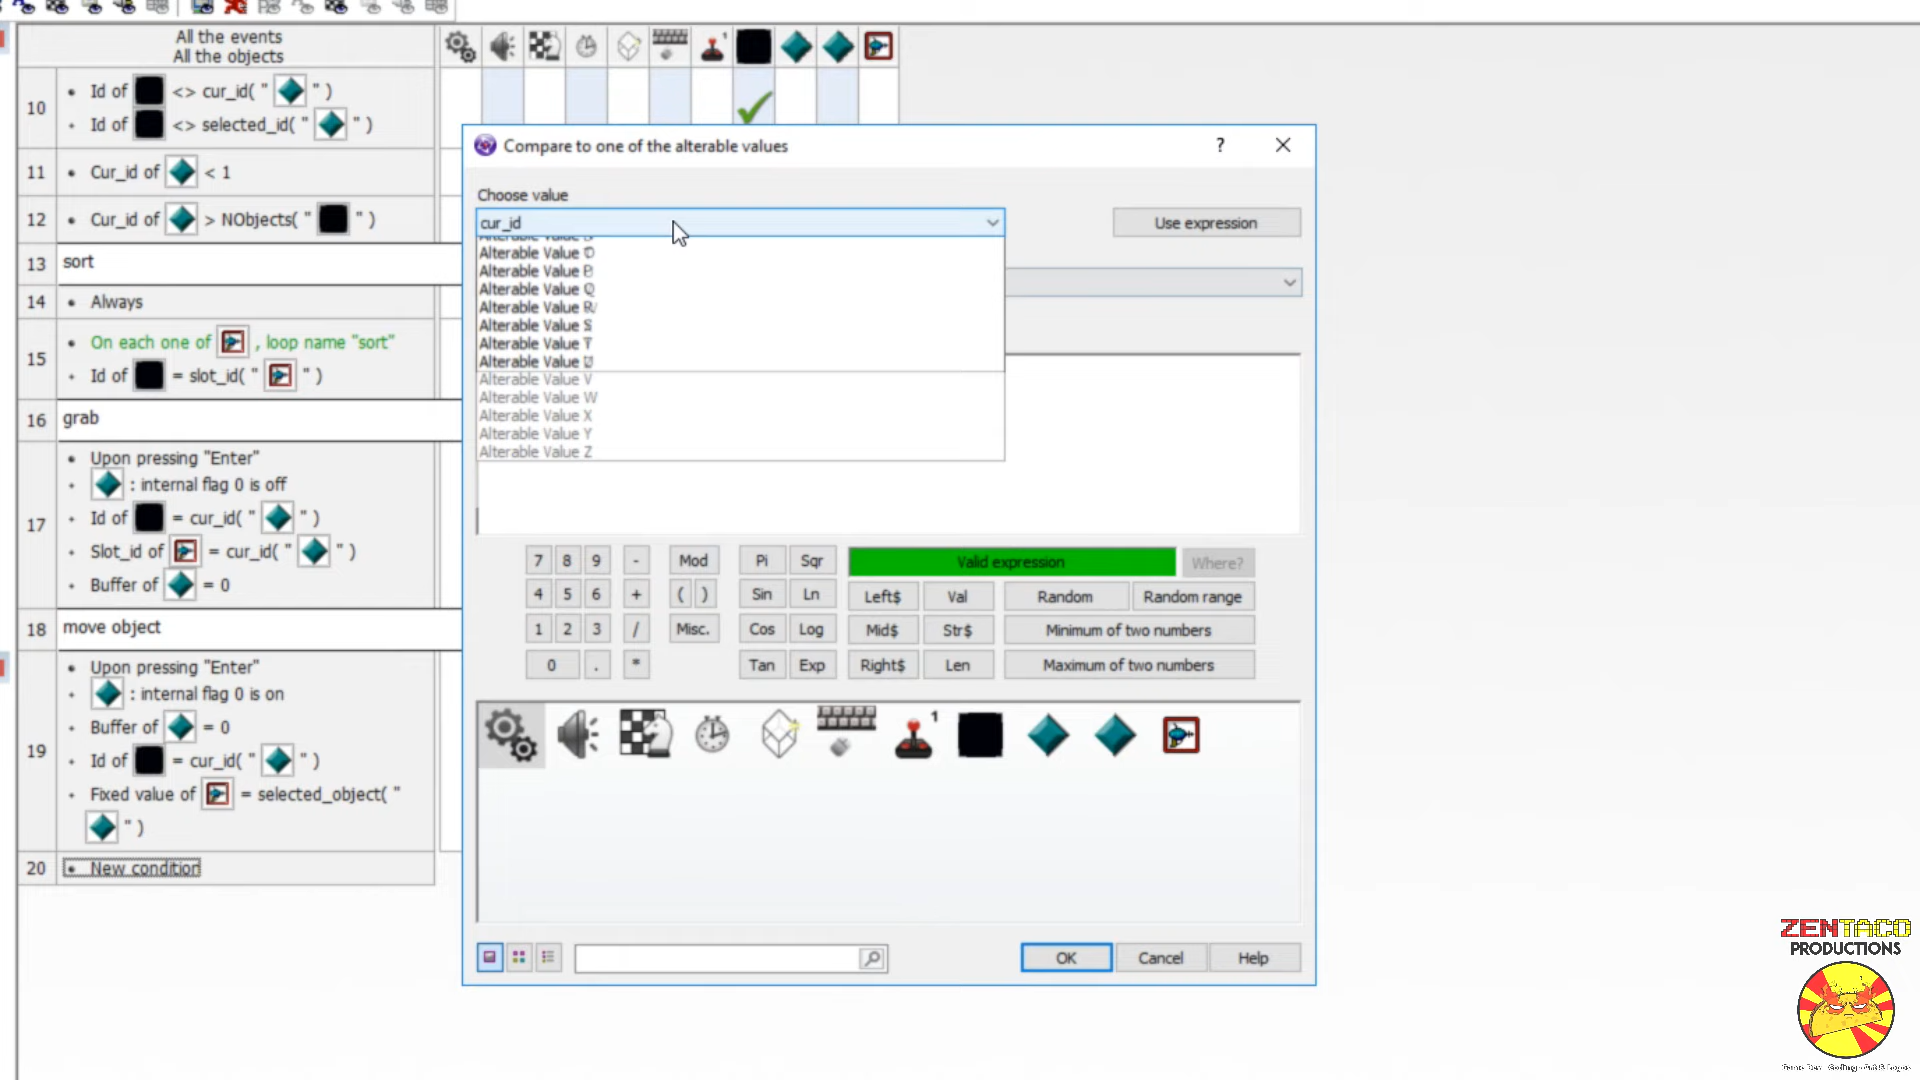 All the events
All the objects
10
Id of <> cur_id( " " )
Id of <> selected_id( " " )
11
Cur_id of < 1
12
Cur_id of > NObjects( " " )
13
sort
14
Always
15
On each one of , loop name "sort"
Id of = slot_id( " " )
16
grab
17
Upon pressing "Enter"
: internal flag 0 is off
Id of = cur_id( " " )
Slot_id of = cur_id( " " )
Buffer of = 0
18
move object
19
Upon pressing "Enter"
: internal flag 0 is on
Buffer of = 0
Id of = cur_id( " " )
Fixed value of = selected_object( "
" )
20
New condition
Compare to one of the alterable values
?
Choose value
cur_id
Use expression
Alterable Value
Alterable Value
Alterable Value Q
Alterable Value R
Alterable Value S
Alterable Value T
Alterable Value U
Alterable Value V
Alterable Value W
Alterable Value X
Alterable Value Y
Alterable Value Z
7 8 9 - Mod Pi Sqr Valid expression Where?
4 5 6 + ( ) Sin Ln Left$ Val Random Random range
1 2 3 / Misc. Cos Log Mid$ Str$ Minimum of two numbers
0 . * Tan Exp Right$ Len Maximum of two numbers
1
OK Cancel Help
ZENTACO
PRODUCTIONS